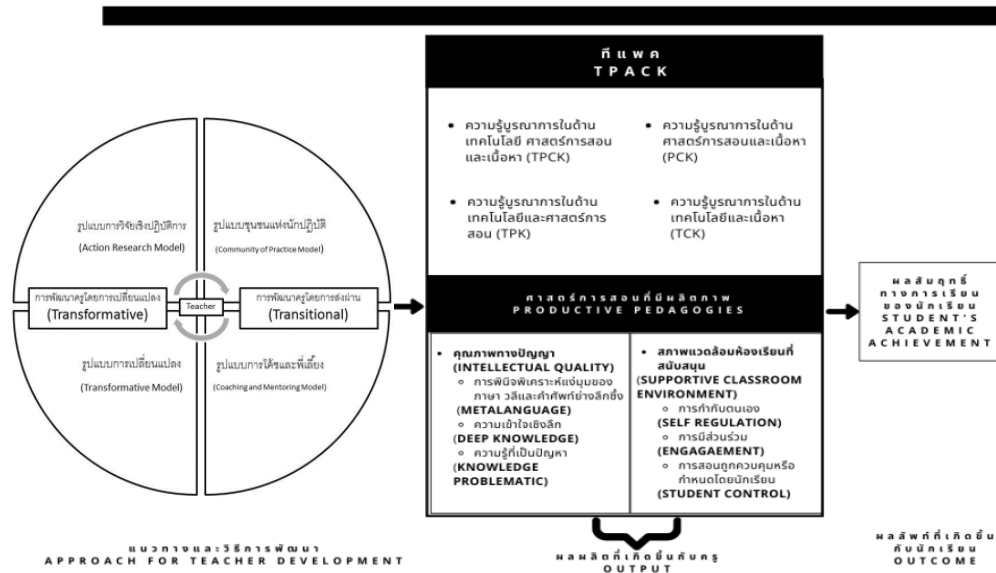 ทีแพค
TPACK
• ความรู้บูรณาการในด้าน
เทคโนโลยี ศาสตร์การสอน
และเนื้อหา (TPCK)
• ความรู้บูรณาการในด้าน
ศาสตร์การสอนและเนื้อหา
(PCK)
• ความรู้บูรณาการในด้าน
เทคโนโลยีและศาสตร์การ
สอน (TPK)
• ความรู้บูรณาการในด้าน
เทคโนโลยีและเนื้อหา
(TCK)
รูปแบบการวิจัยเชิงปฏิบัติการ
(Action Research Model)
รูปแบบชุมชนแห่งนักปฏิบัติ
(Community of Practice Model)
การพัฒนาครูโดยการเปลี่ยนแปลง
(Transformative)
Teacher
การพัฒนาครูโดยการส่งผ่าน
(Transitional)
รูปแบบการเปลี่ยนแปลง
(Transformative Model)
รูปแบบการโค้ชและพี่เลี้ยง
(Coaching and Mentoring Model)
ศาสตร์การสอนที่มีผลิตภาพ
PRODUCTIVE PEDAGOGIES
• คุณภาพทางปัญญา
(INTELLECTUAL QUALITY)
○ การพินิจพิเคราะห์แง่มุมของ
ภาษา วลีและคำศัพท์ย่างลึกซึ้ง
(METALANGUAGE)
○ ความเข้าใจเชิงลึก
(DEEP KNOWLEDGE)
○ ความรู้ที่เป็นปัญหา
(KNOWLEDGE
PROBLEMATIC)
• สภาพแวดล้อมห้องเรียนที่
สนับสนุน
(SUPPORTIVE CLASSROOM
ENVIRONMENT)
○ การกำกับตนเอง
(SELF REGULATION)
○ การมีส่วนร่วม
(ENGAGAEMENT)
○ การสอนถูกควบคุมหรือ
กำหนดโดยนักเรียน
(STUDENT CONTROL)
ผลสัมฤทธิ์
ทางการเรียน
ของนักเรียน
STUDENT'S
ACADEMIC
ACHIEVEMENT
แนวทางและวิธีการพัฒนา
APPROACH FOR TEACHER DEVELOPMENT
ผลผลิตที่เกิดขึ้นกับครู
OUTPUT
ผลลัพท์ที่เกิดขึ้น
กับนักเรียน
OUTCOME